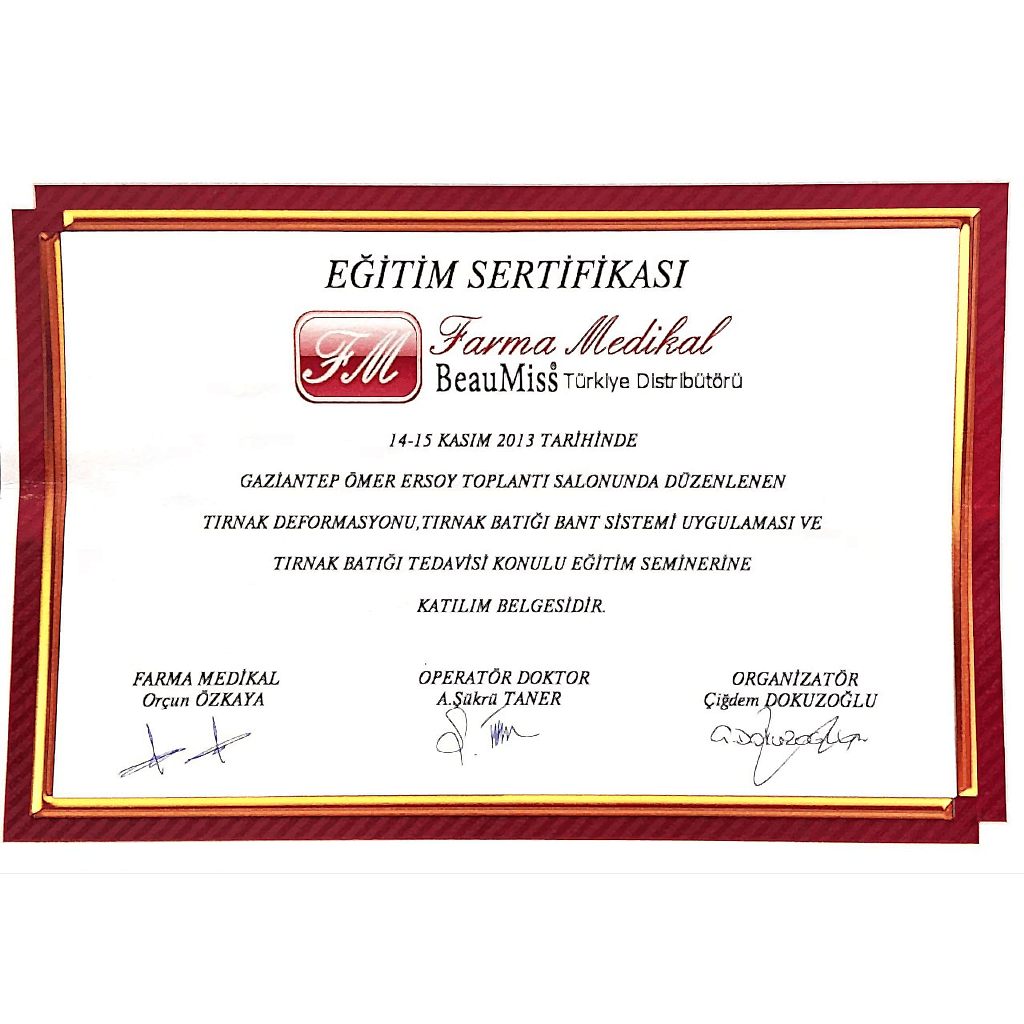 EĞİTİM SERTİFİKASI
FM
Farma Medikal
BeauMiss® Türkiye Distribütörü
14-15 KASIM 2013 TARİHİNDE
GAZİANTEP ÖMER ERSOY TOPLANTI SALONUNDA DÜZENLENEN
TIRNAK DEFORMASYONU,TIRNAK BATIĞI BANT SİSTEMİ UYGULAMASI VE
TIRNAK BATIĞI TEDAVİSİ KONULU EĞİTİM SEMİNERİNE
KATILIM BELGESİDİR.
FARMA MEDİKAL
Orçun ÖZKAYA
OPERATÖR DOKTOR
A.Şükrü TANER
ORGANİZATÖR
Çiğdem DOKUZOĞLU